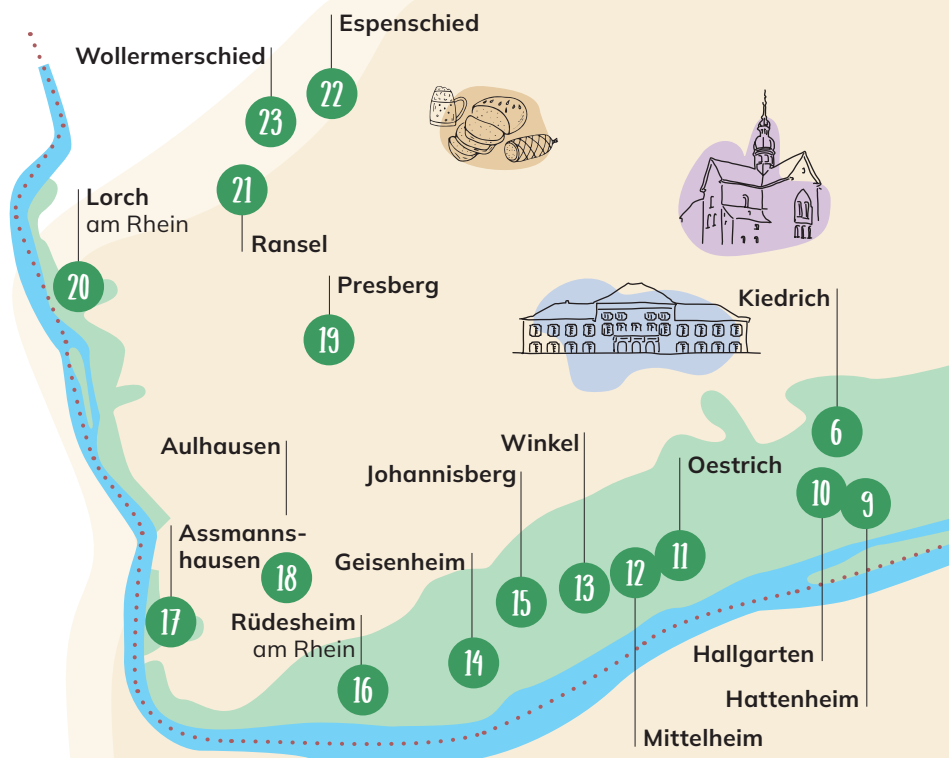 Espenschied
Wollermerschied
22
23
21
Lorch
am Rhein
Ransel
20
Presberg
Kiedrich
19
6
Aulhausen
Winkel
Johannisberg
Oestrich
10
9
Assmanns-
hausen
Geisenheim
11
18
12
13
15
17
Rüdesheim
am Rhein
14
Hallgarten
16
Hattenheim
Mittelheim